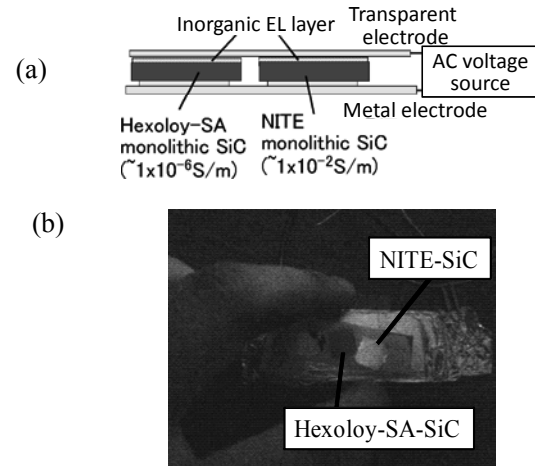 (a)
Inorganic EL layer
Transparent
electrode
AC voltage
source
Metal electrode
Hexoloy-SA
monolithic SiC
(~1x10⁻⁶S/m)
NITE
monolithic SiC
(~1x10⁻²S/m)
(b)
NITE-SiC
Hexoloy-SA-SiC